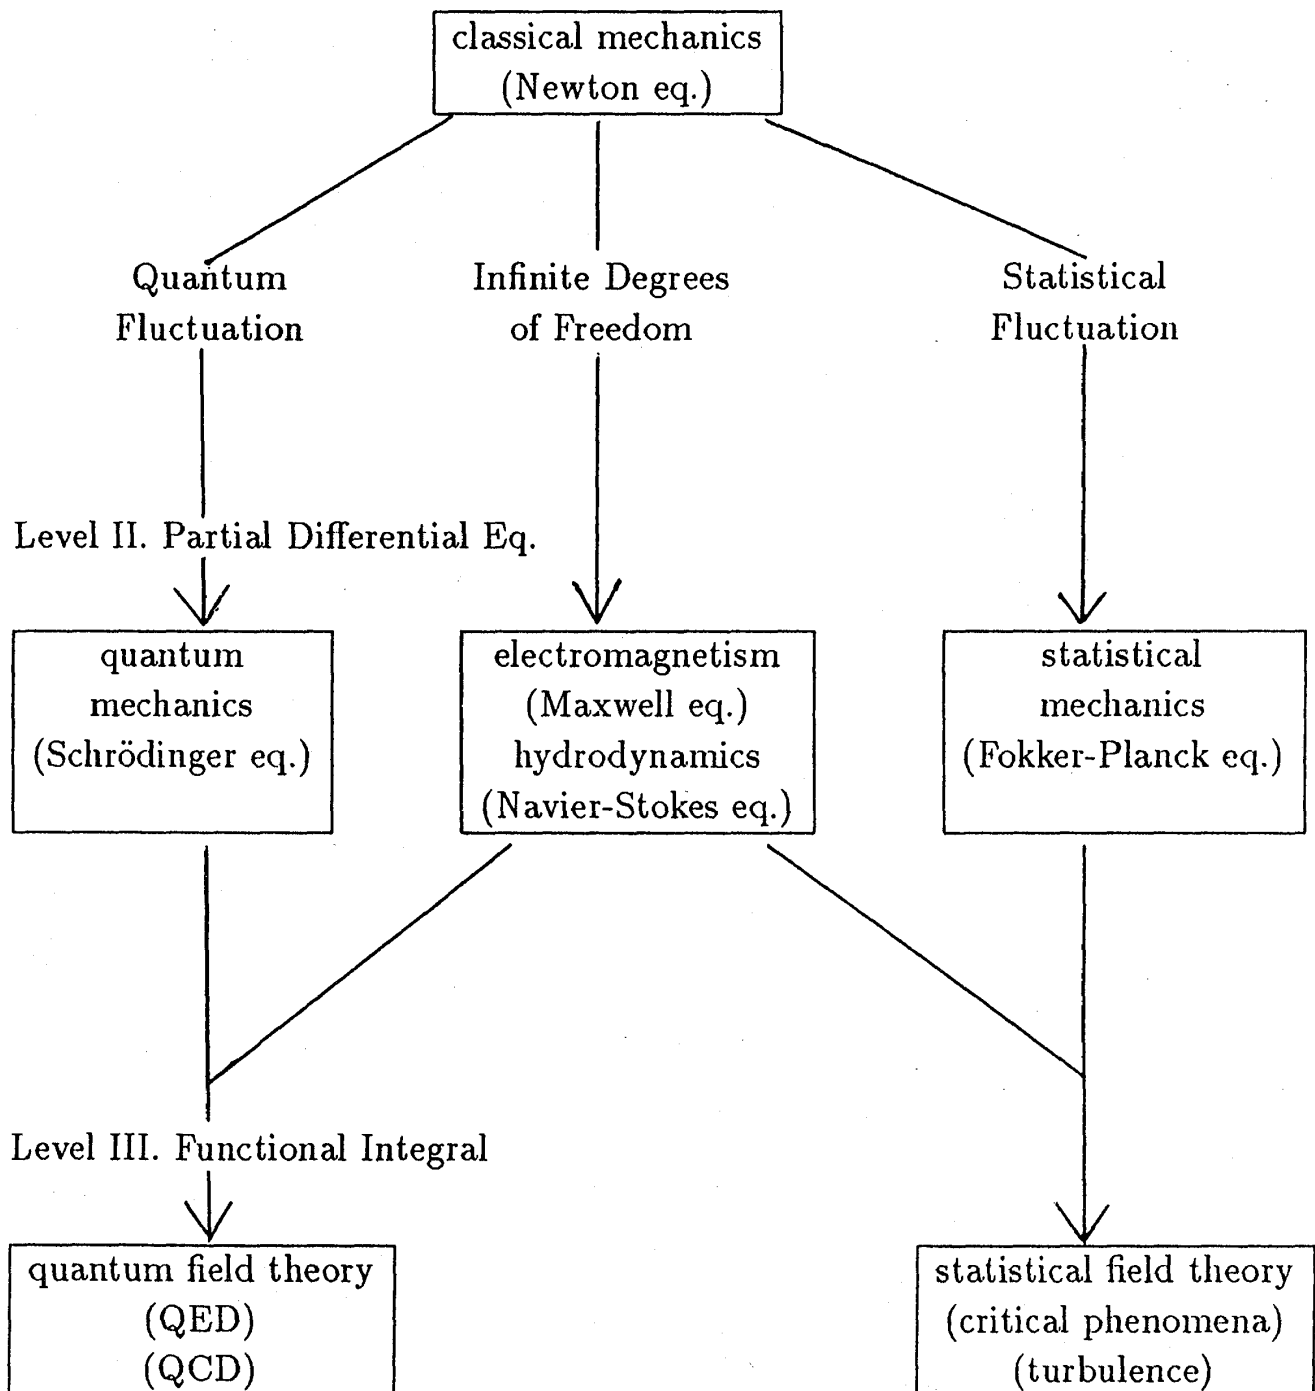 classical mechanics
(Newton eq.)
Quantum
Fluctuation
Infinite Degrees
of Freedom
Statistical
Fluctuation
Level II. Partial Differential Eq.
quantum
mechanics
(Schrödinger eq.)
electromagnetism
(Maxwell eq.)
hydrodynamics
(Navier-Stokes eq.)
statistical
mechanics
(Fokker-Planck eq.)
Level III. Functional Integral
quantum field theory
(QED)
(QCD)
statistical field theory
(critical phenomena)
(turbulence)